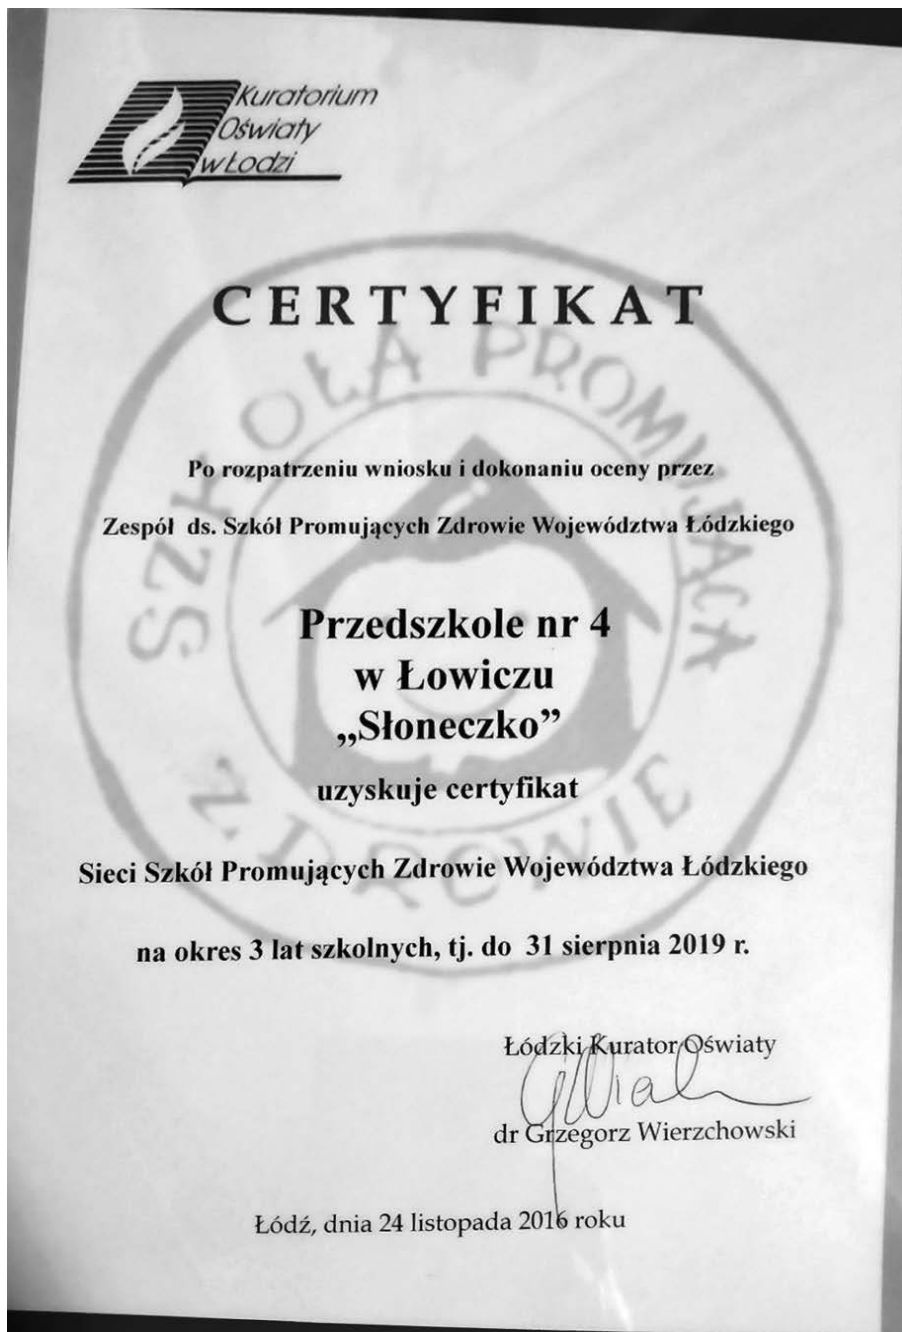 Kuratorium
Oświaty
w Łodzi
CERTYFIKAT
SZKOŁA PROMUJĄCA
ZDROWIE
Po rozpatrzeniu wniosku i dokonaniu oceny przez
Zespół ds. Szkół Promujących Zdrowie Województwa Łódzkiego
Przedszkole nr 4
w Łowiczu
„Słoneczko”
uzyskuje certyfikat
Sieci Szkół Promujących Zdrowie Województwa Łódzkiego
na okres 3 lat szkolnych, tj. do 31 sierpnia 2019 r.
Łódzki Kurator Oświaty
dr Grzegorz Wierzchowski
Łódź, dnia 24 listopada 2016 roku